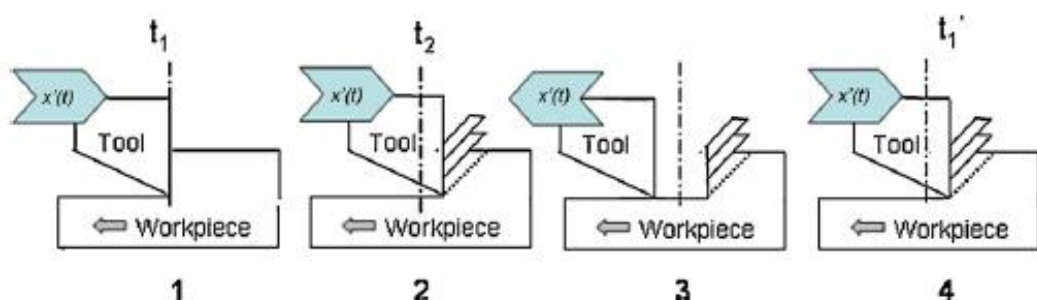 t1 t2 t1'
x'(t) x'(t) x'(t) x'(t)
Tool Tool Tool Tool
Workpiece Workpiece Workpiece Workpiece
1 2 3 4